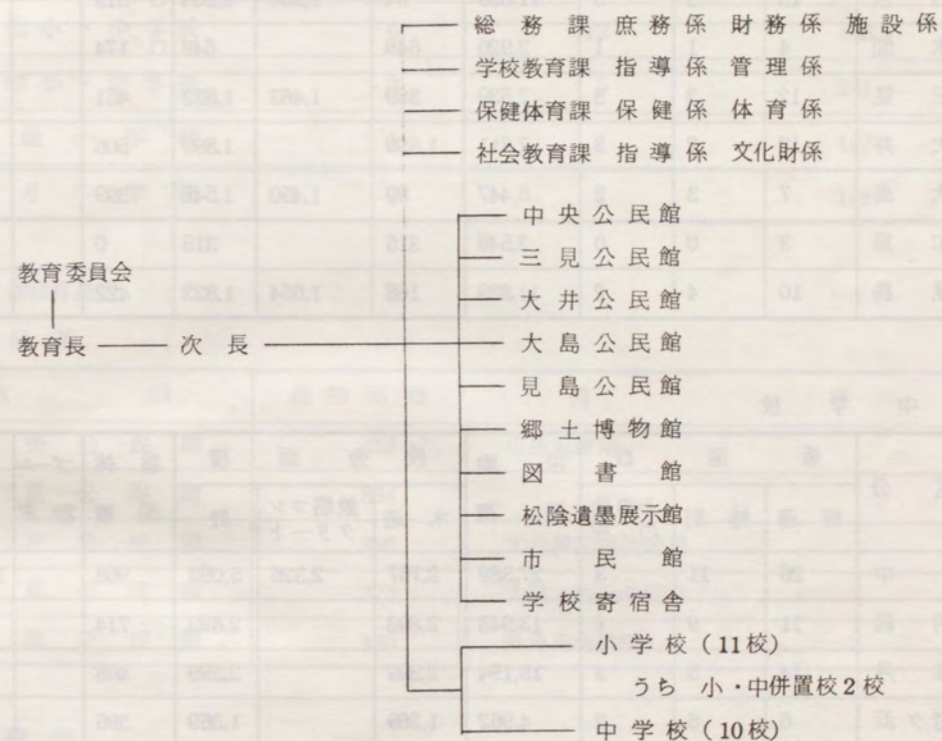 総務課 庶務係 財務係 施設係
学校教育課 指導係 管理係
保健体育課 保健係 体育係
社会教育課 指導係 文化財係
中央公民館
三見公民館
教育委員会
大井公民館
教育長 次長
大島公民館
見島公民館
郷土博物館
図書館
松陰遺墨展示館
市民館
学校寄宿舎
小学校(11校)
うち 小・中併置校2校
中学校(10校)